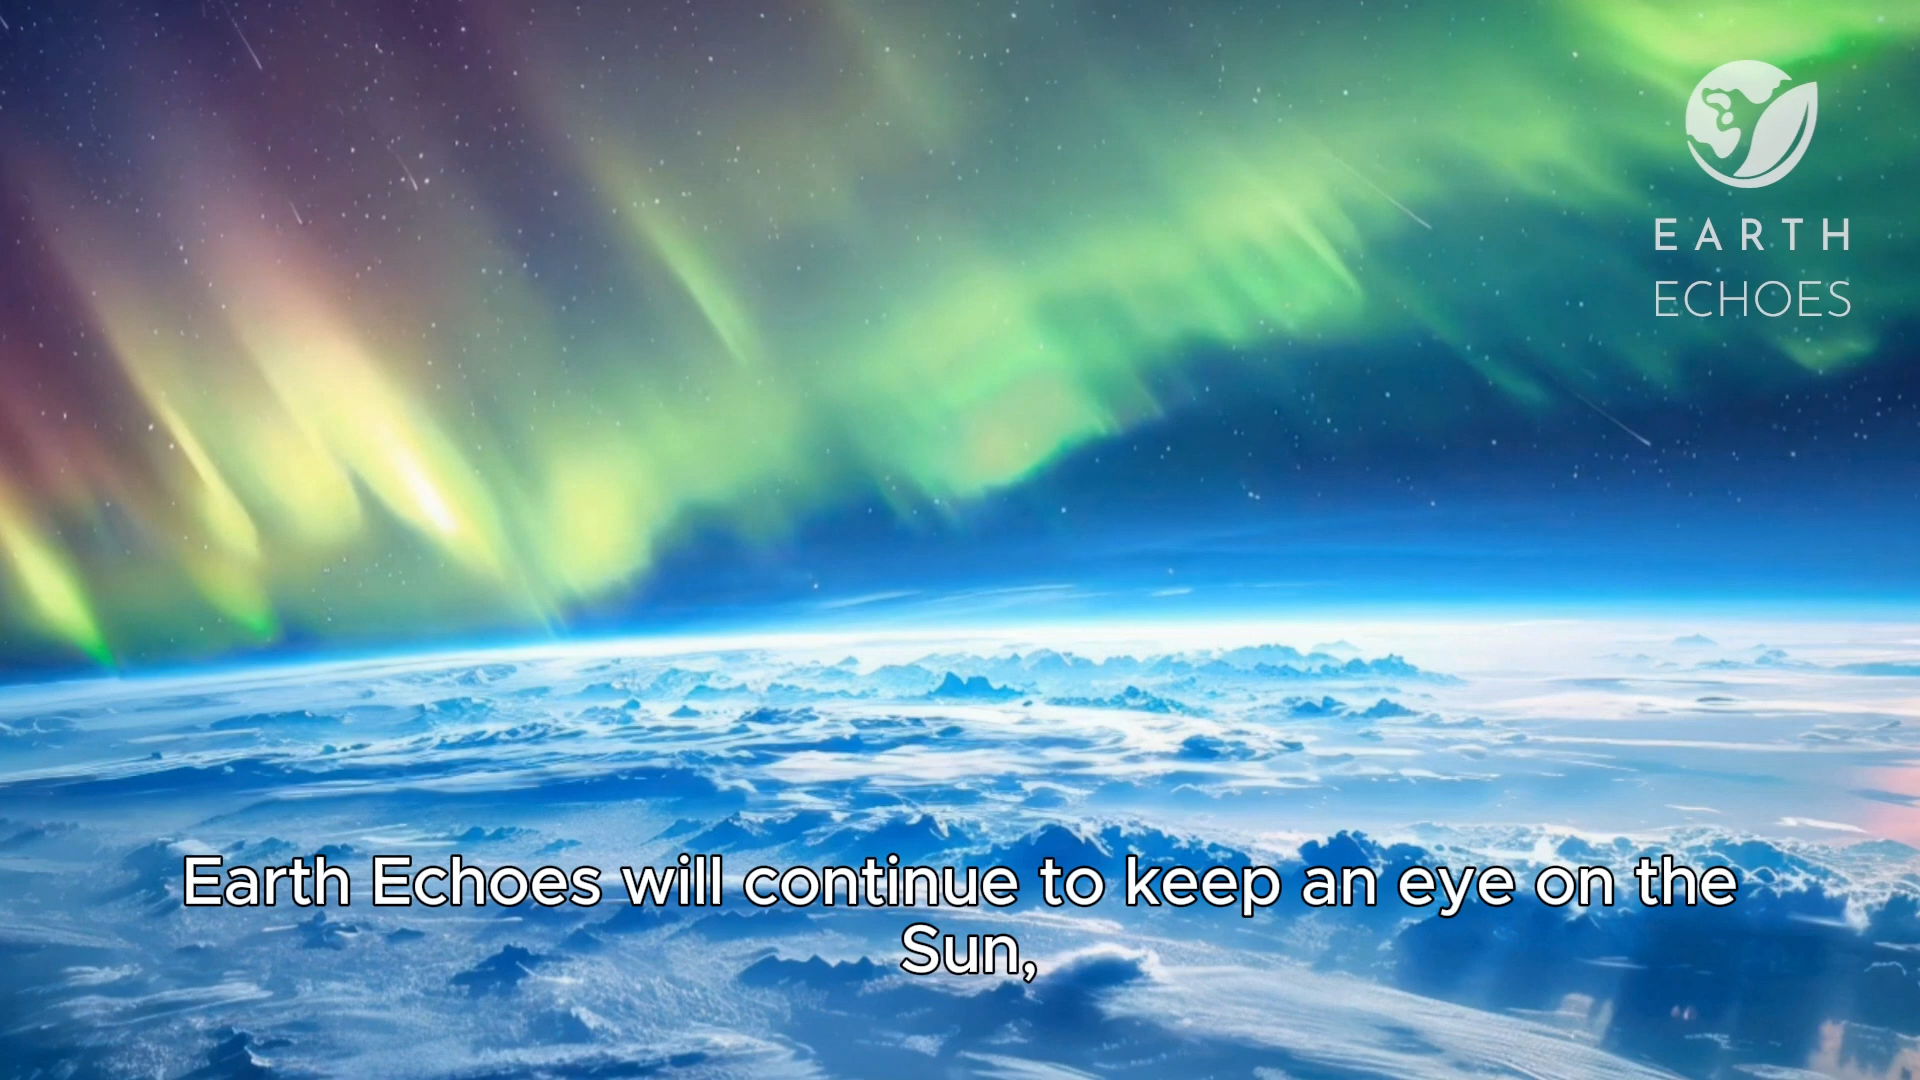 EARTH
ECHOES
Earth Echoes will continue to keep an eye on the
Sun,